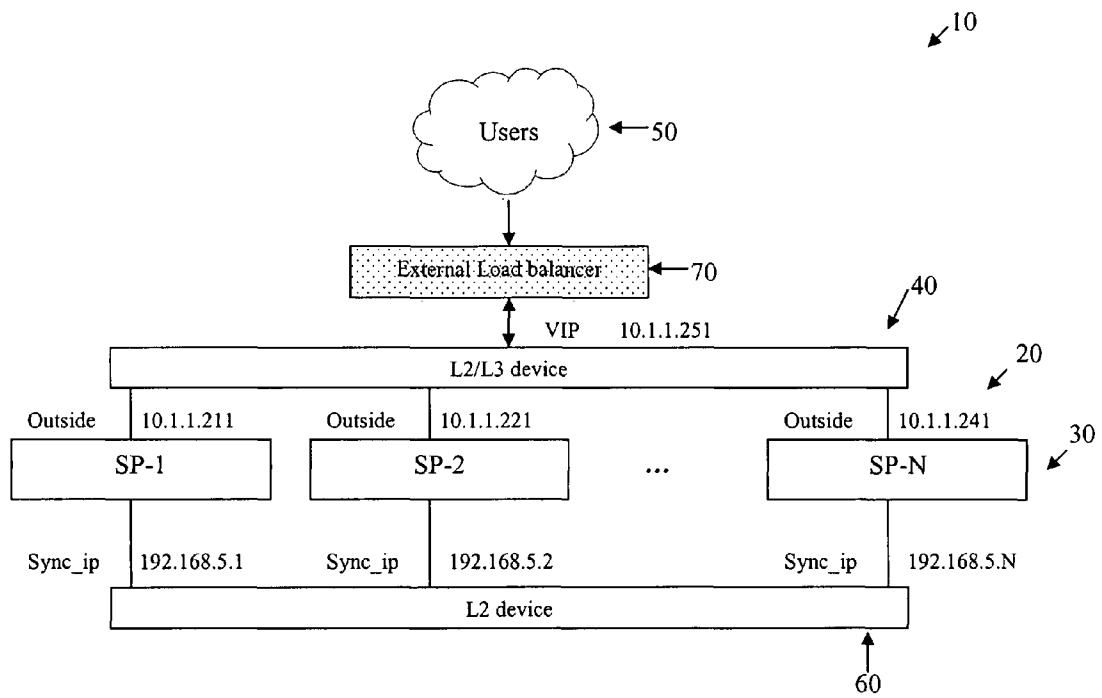 10
Users
50
External Load balancer
70
40
VIP 10.1.1.251
L2/L3 device
20
Outside 10.1.1.211 Outside 10.1.1.221 Outside 10.1.1.241
SP-1 SP-2 ... SP-N
30
Sync_ip 192.168.5.1 Sync_ip 192.168.5.2 Sync_ip 192.168.5.N
L2 device
60